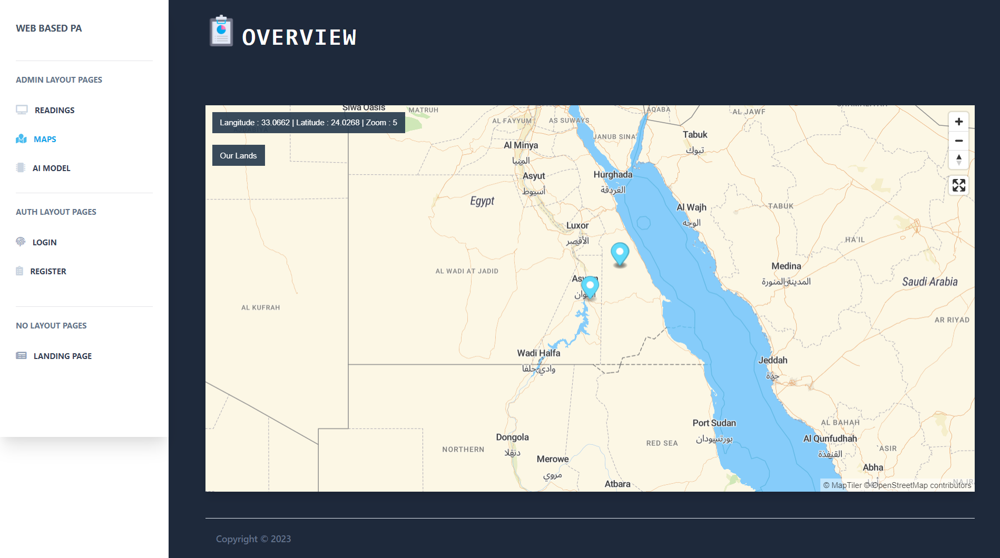 WEB BASED PA
ADMIN LAYOUT PAGES
READINGS
MAPS
AI MODEL
AUTH LAYOUT PAGES
LOGIN
REGISTER
NO LAYOUT PAGES
LANDING PAGE
OVERVIEW
Langitude : 33.0662 | Latitude : 24.0268 | Zoom : 5
Our Lands
Siwa Oasis
MATRUH
AL FAYYUM
AS SUWAYS
AQABA
AL JAWF
AJDABIYA
JANUB SINA'
Tabuk
تبوك
Al Minya
المنيا
Asyut
أسيوط
Hurghada
الغردقة
Egypt
Al Wajh
الوجه
TABUK
Luxor
الأقصر
HA'IL
AL WADI AT JADID
Medina
المدينة المنورة
Saudi Arabia
AL KUFRAH
AR RIYAD
Wadi Halfa
وادي حلفا
Jeddah
جدة
Port Sudan
بورتسودان
AL BAHAH
Al Qunfudhah
القنفذة
Dongola
دنقلا
NORTHERN
RED SEA
ASIR
Merowe
مروي
Abha
Atbara
© MapTiler © OpenStreetMap contributors
+
−
Copyright © 2023